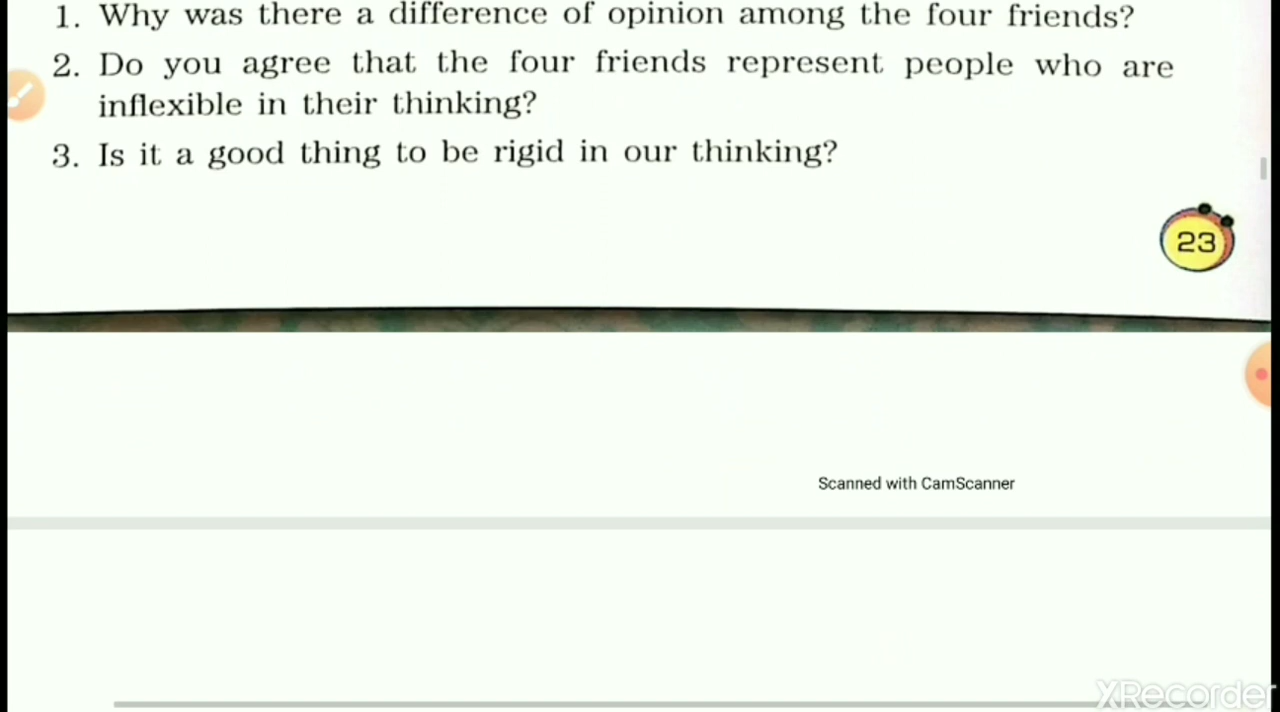 1. Why was there a difference of opinion among the four friends?
2. Do you agree that the four friends represent people who are
inflexible in their thinking?
3. Is it a good thing to be rigid in our thinking?
23
Scanned with CamScanner
XRecorder